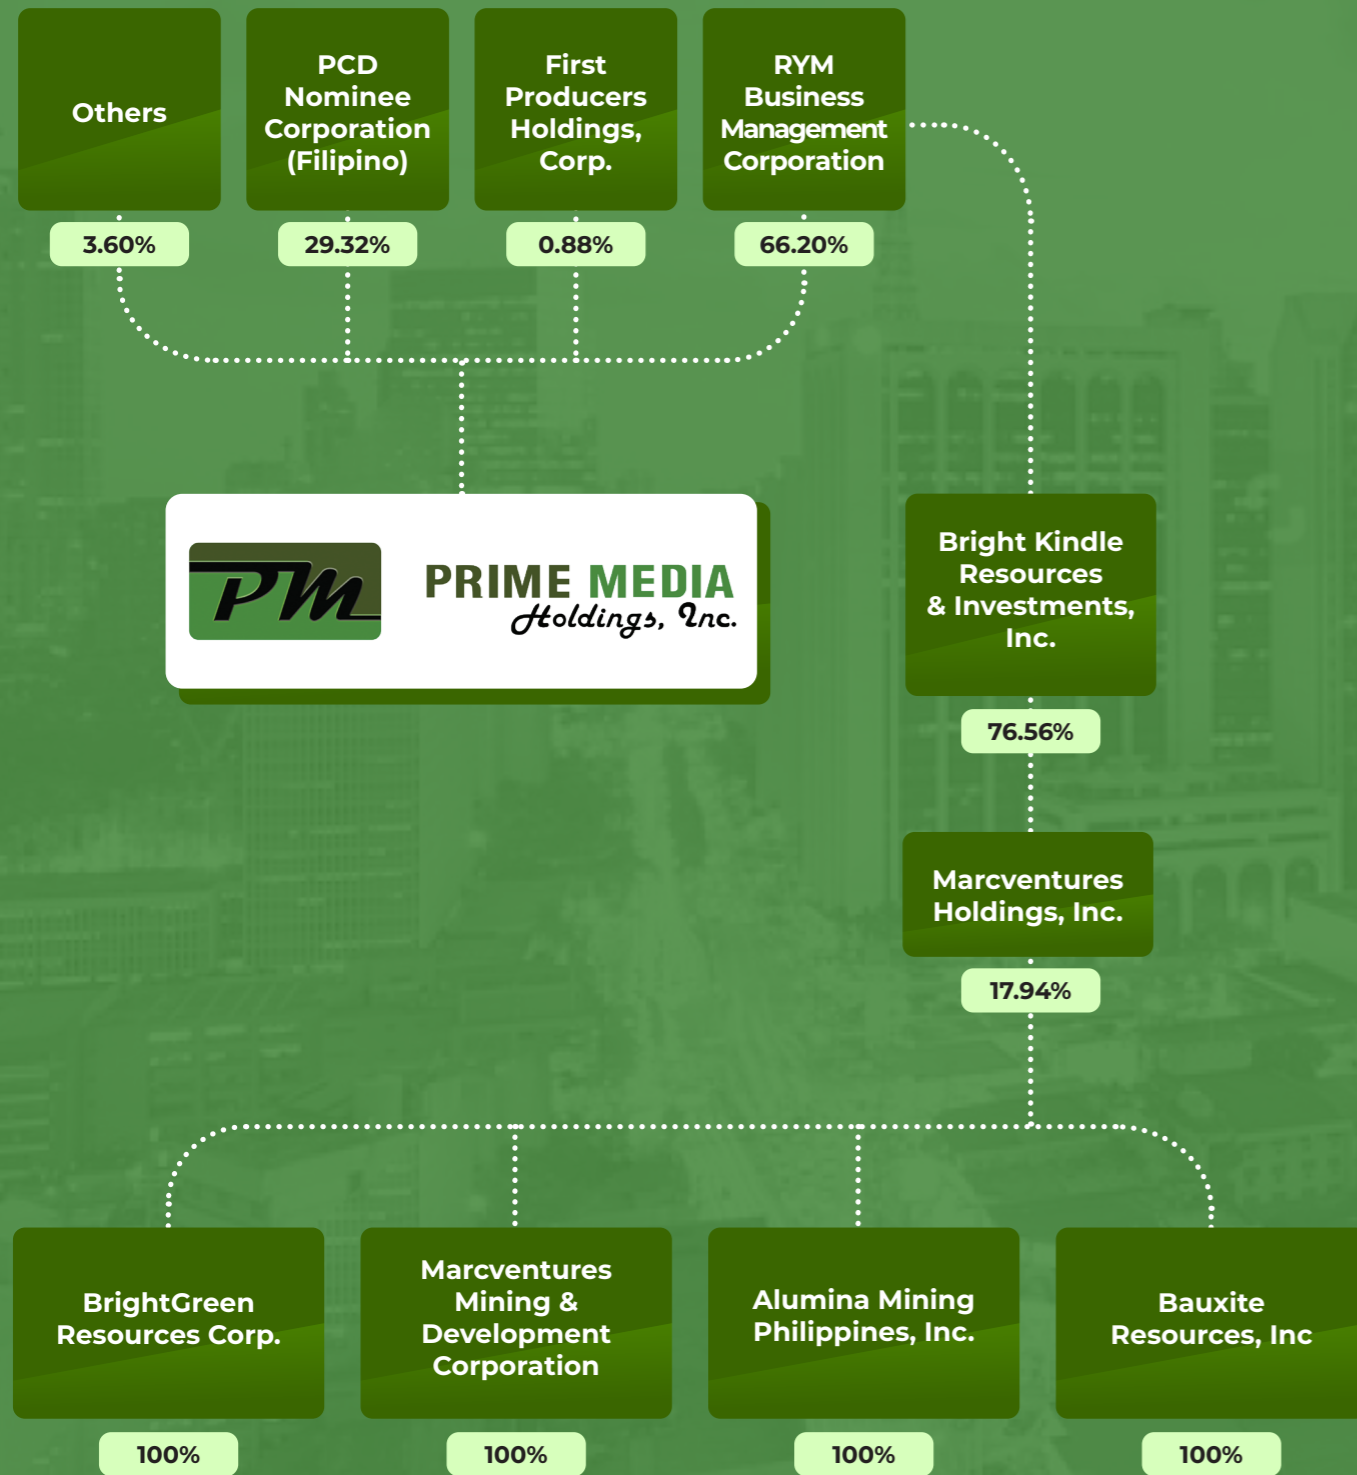 Others
PCD
Nominee
Corporation
(Filipino)
First
Producers
Holdings,
Corp.
RYM
Business
Management
Corporation
3.60%
29.32%
0.88%
66.20%
PM
PRIME MEDIA
Holdings, Inc.
Bright Kindle
Resources
& Investments,
Inc.
76.56%
Marcventures
Holdings, Inc.
17.94%
BrightGreen
Resources Corp.
Marcventures
Mining &
Development
Corporation
Alumina Mining
Philippines, Inc.
Bauxite
Resources, Inc
100%
100%
100%
100%